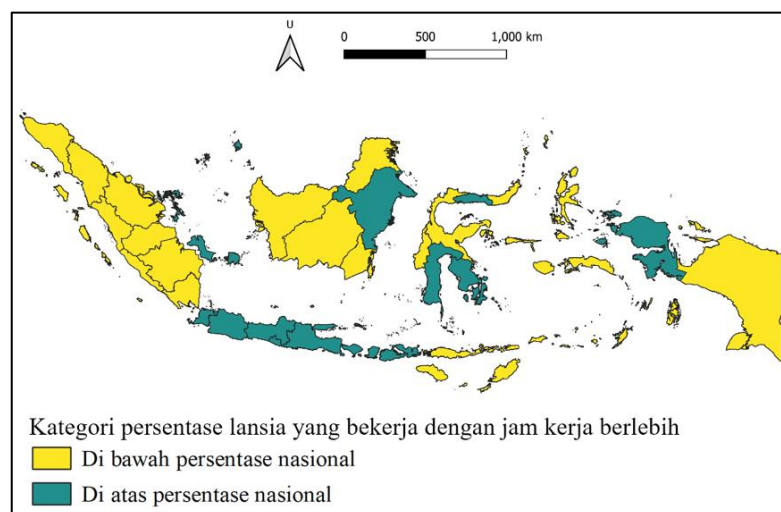 U
0 500 1,000 km
Kategori persentase lansia yang bekerja dengan jam kerja berlebih
Di bawah persentase nasional
Di atas persentase nasional